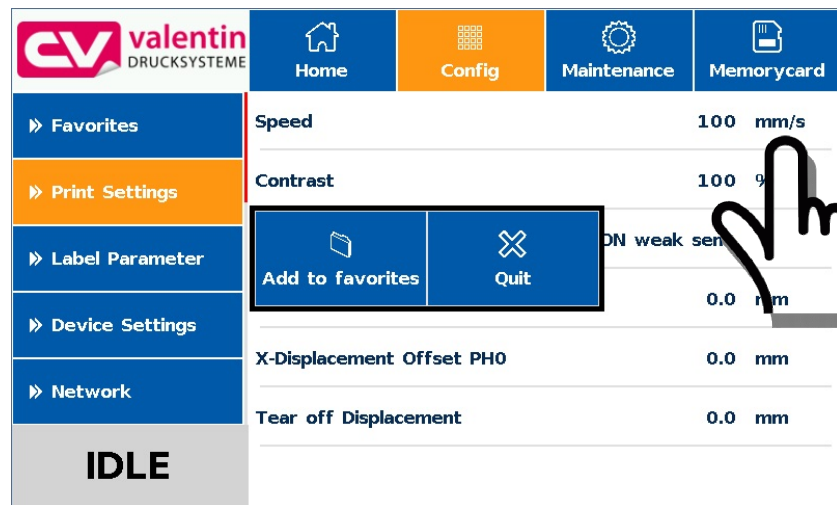 CV valentin
DRUCKSYSTEME
Home
Config
Maintenance
Memorycard
Favorites
Print Settings
Label Parameter
Device Settings
Network
IDLE
Speed 100 mm/s
Contrast 100 %
ON weak
Add to favorites
Quit
0.0 mm
X-Displacement Offset PH0 0.0 mm
Tear off Displacement 0.0 mm